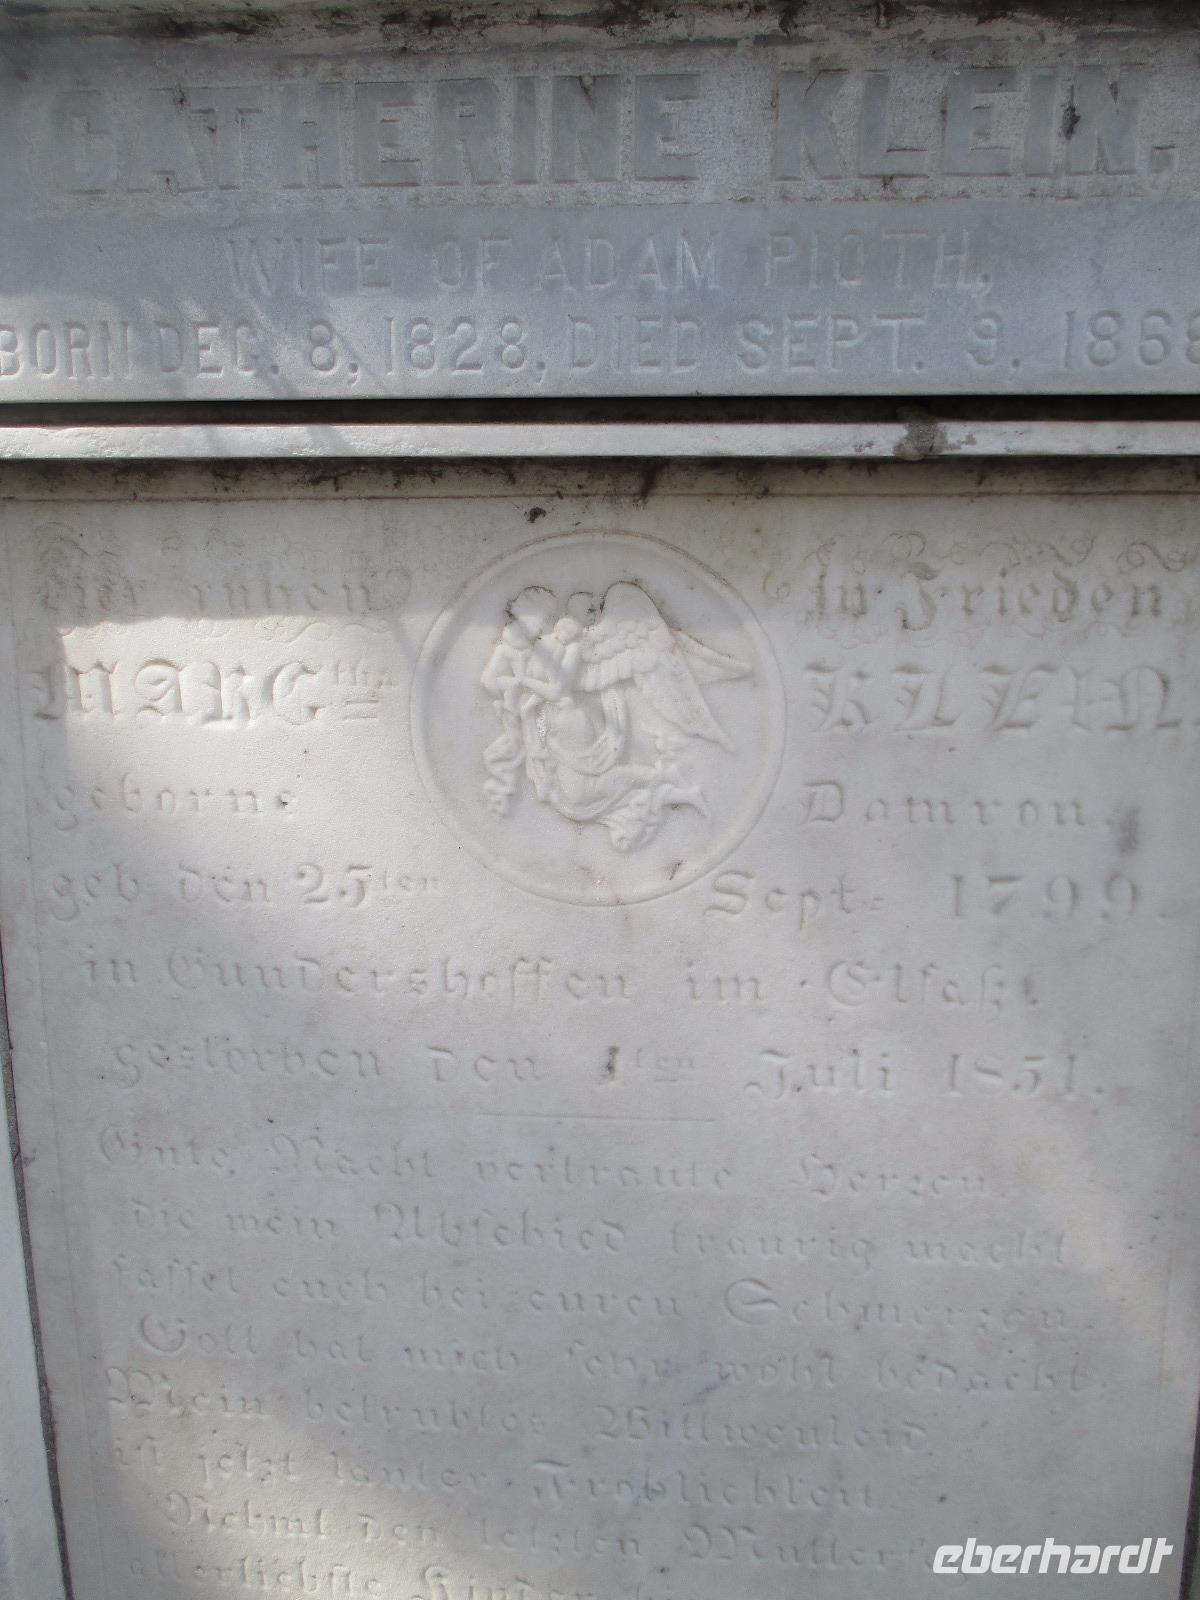 CATHERINE KLEIN.
WIFE OF ADAM PIOTH,
BORN DEC. 8, 1828, DIED SEPT. 9, 1868
Hier ruhen In Frieden
MARGtha KLEIN
geborne Damron.
geb den 25ten Sept= 1799.
in Gundershoffen im Elsaß.
gestorben den 1ten Juli 1851.
Gute Nacht vertraute Herzen
die mein Abschied traurig macht
fasset euch bei euren Schmerzen.
Gott hat mich sehr wohl bedacht:
Mein betrubtes Wittwenleid
ist jetzt lauter Frohlichkeit
Nehmt den letzten
allerliebste Kinder
eberhardt